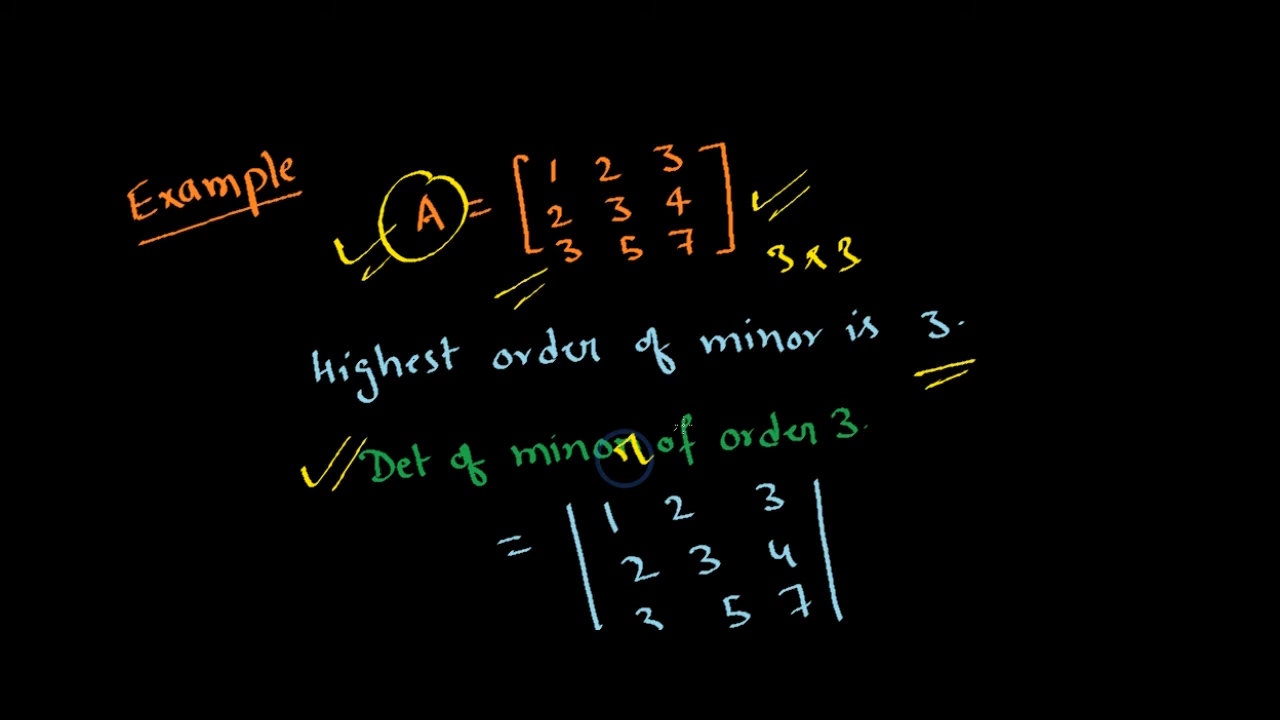 Example
A = [ 1 2 3
2 3 4
3 5 7 ]
3 x 3
Highest order of minor is 3.
Det of minor of order 3.
= | 1 2 3
2 3 4
3 5 7 |